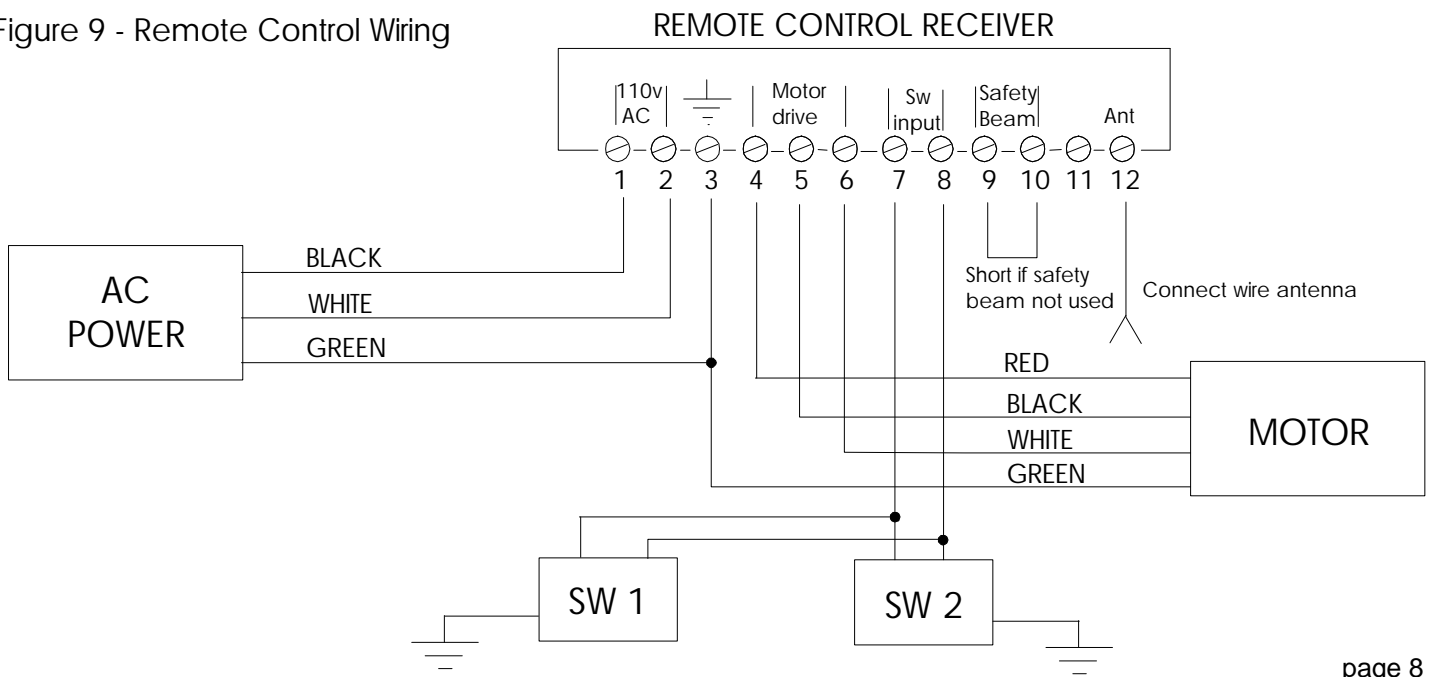 Figure 9 - Remote Control Wiring
REMOTE CONTROL RECEIVER
110v
AC
Motor
drive
Sw
input
Safety
Beam
Ant
1 2 3 4 5 6 7 8 9 10 11 12
AC
POWER
BLACK
WHITE
GREEN
Short if safety
beam not used
Connect wire antenna
RED
BLACK
WHITE
GREEN
MOTOR
SW 1
SW 2
page 8